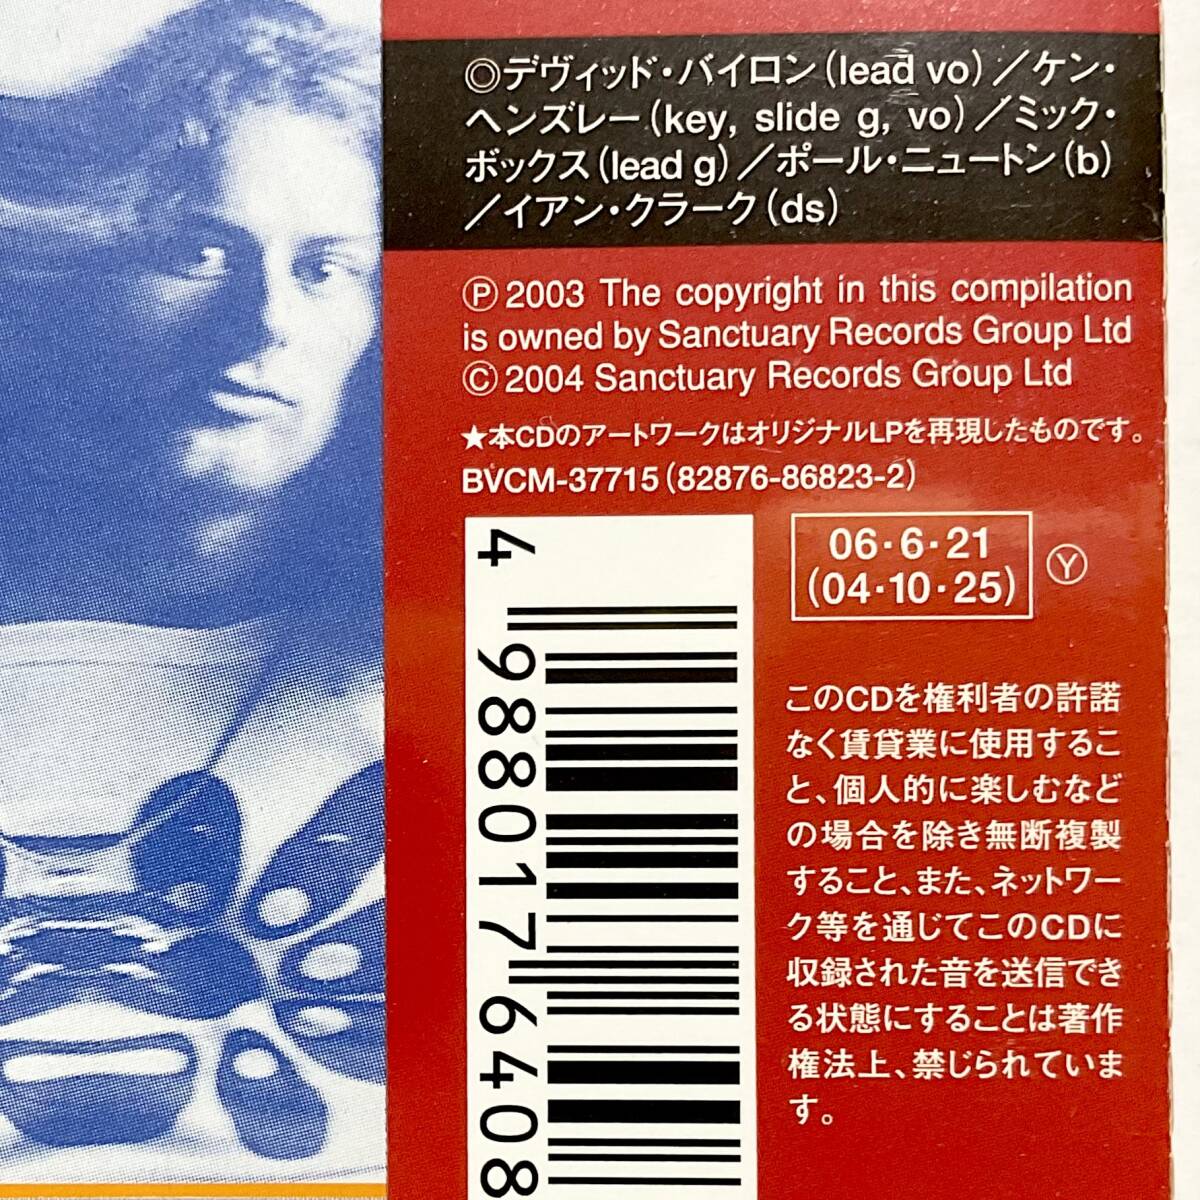 ◎デヴィッド・バイロン(lead vo)／ケン・
ヘンズレー(key, slide g, vo)／ミック・
ボックス(lead g)／ポール・ニュートン(b)
／イアン・クラーク(ds)
Ⓟ 2003 The copyright in this compilation
is owned by Sanctuary Records Group Ltd
Ⓒ 2004 Sanctuary Records Group Ltd
★本CDのアートワークはオリジナルLPを再現したものです。
BVCM-37715(82876-86823-2)
06・6・21
(04・10・25)
Ⓨ
4 988017 6408
このCDを権利者の許諾
なく賃貸業に使用するこ
と、個人的に楽しむなど
の場合を除き無断複製
すること、また、ネットワー
ク等を通じてこのCDに
収録された音を送信でき
る状態にすることは著作
権法上、禁じられていま
す。